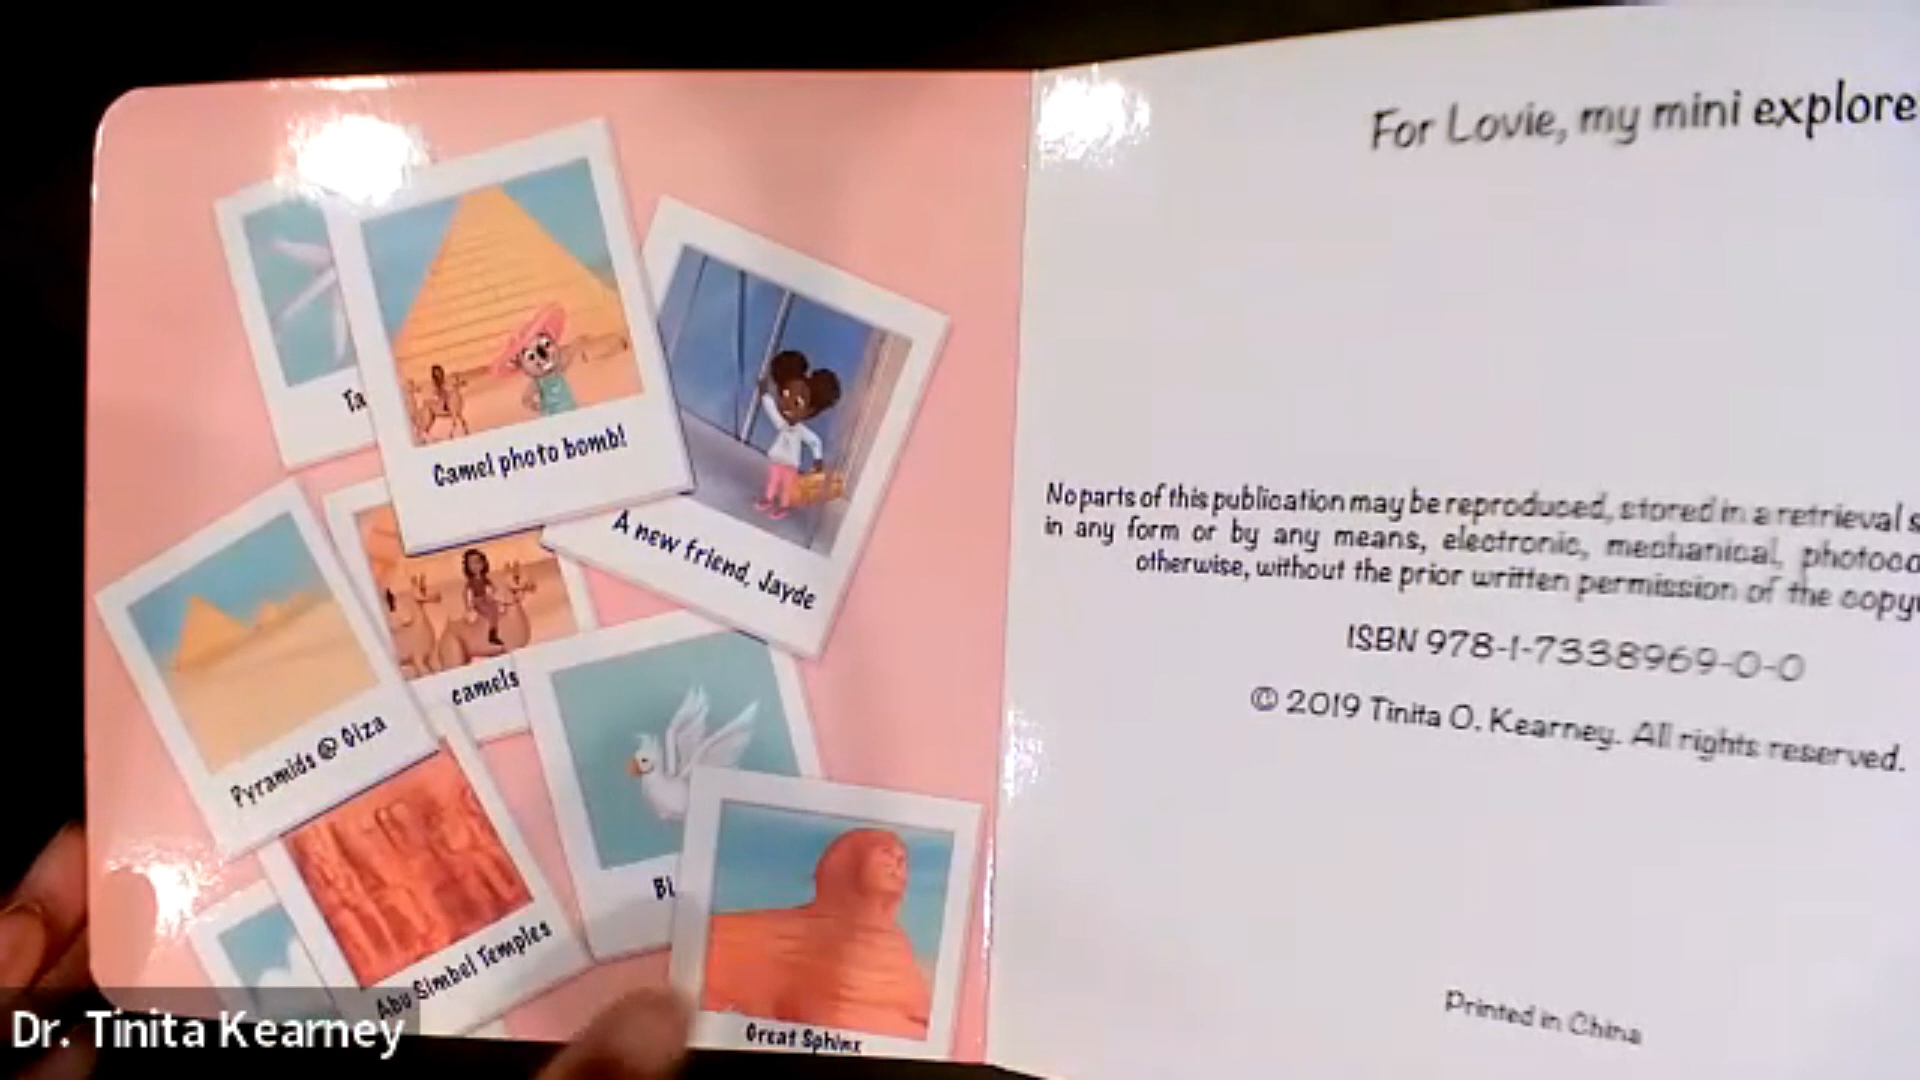 Ta
Camel photo bomb!
A new friend, Jayde
Pyramids @ Giza
camels
Bi
Abu Simbel Temples
Great Sphinx
For Lovie, my mini explore
No parts of this publication may be reproduced, stored in a retrieval s
in any form or by any means, electronic, mechanical, photoco
otherwise, without the prior written permission of the copy
ISBN 978-1-7338969-0-0
© 2019 Tinita O. Kearney. All rights reserved.
Printed in China
Dr. Tinita Kearney